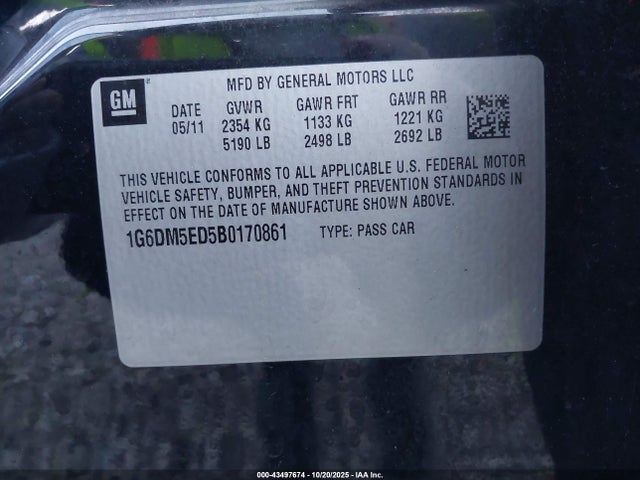 GM
MFD BY GENERAL MOTORS LLC
DATE GVWR GAWR FRT GAWR RR
05/11 2354 KG 1133 KG 1221 KG
5190 LB 2498 LB 2692 LB
THIS VEHICLE CONFORMS TO ALL APPLICABLE U.S. FEDERAL MOTOR
VEHICLE SAFETY, BUMPER, AND THEFT PREVENTION STANDARDS IN
EFFECT ON THE DATE OF MANUFACTURE SHOWN ABOVE.
1G6DM5ED5B0170861 TYPE: PASS CAR
000-43497674 - 10/20/2025 - IAA Inc.